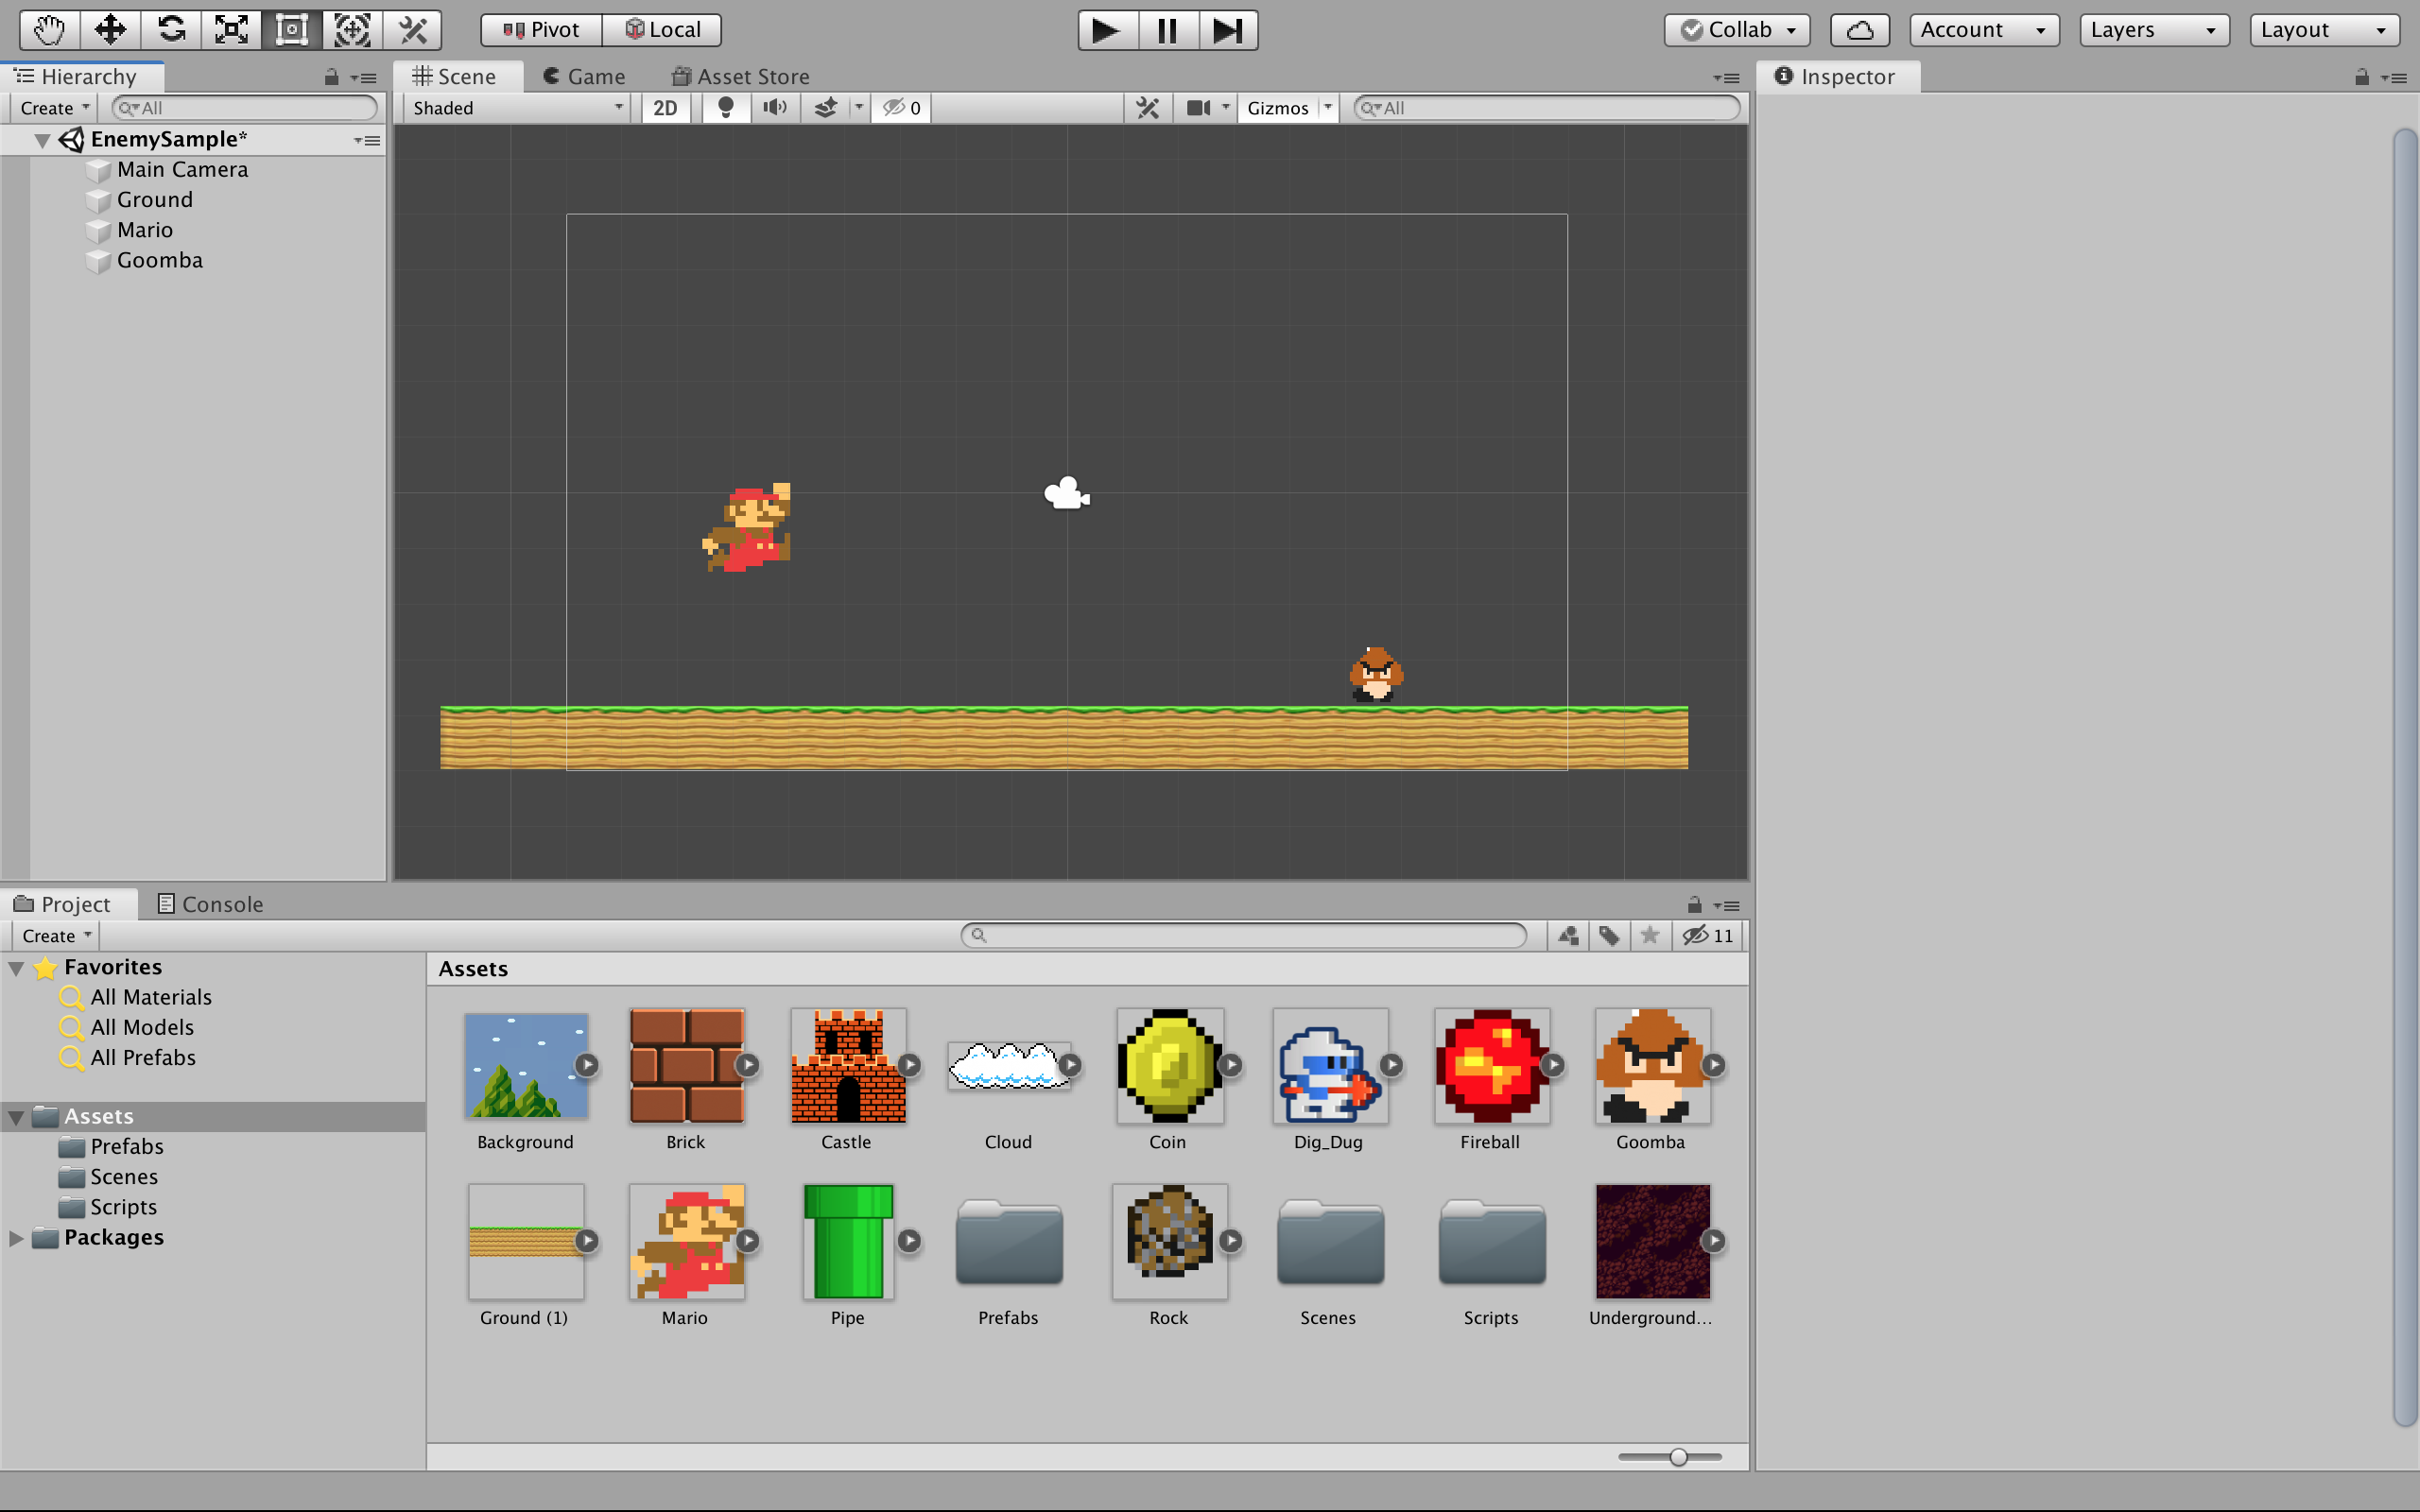 Pivot Local Collab Account Layers Layout
Hierarchy
Create All
EnemySample*
Main Camera
Ground
Mario
Goomba
Scene Game Asset Store
Shaded 2D 0 Gizmos All
Inspector
Project Console
Create 11
Favorites
All Materials
All Models
All Prefabs
Assets
Prefabs
Scenes
Scripts
Packages
Assets
Background Brick Castle Cloud Coin Dig_Dug Fireball Goomba
Ground (1) Mario Pipe Prefabs Rock Scenes Scripts Underground...